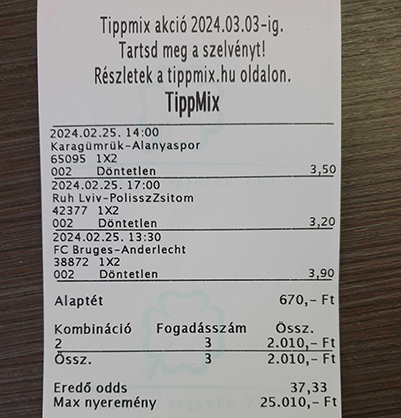 Tippmix akció 2024.03.03-ig.
Tartsd meg a szelvényt!
Részletek a tippmix.hu oldalon.
TippMix
2024.02.25. 14:00
Karagümrük-Alanyaspor
65095 1X2
002 Döntetlen 3,50
2024.02.25. 17:00
Ruh Lviv-PolisszZsitom
42377 1X2
002 Döntetlen 3,20
2024.02.25. 13:30
FC Bruges-Anderlecht
38872 1X2
002 Döntetlen 3,90
Alaptét 670,- Ft
Kombináció Fogadásszám Össz.
2 3 2.010,- Ft
Össz. 3 2.010,- Ft
Eredő odds 37,33
Max nyeremény 25.010,- Ft